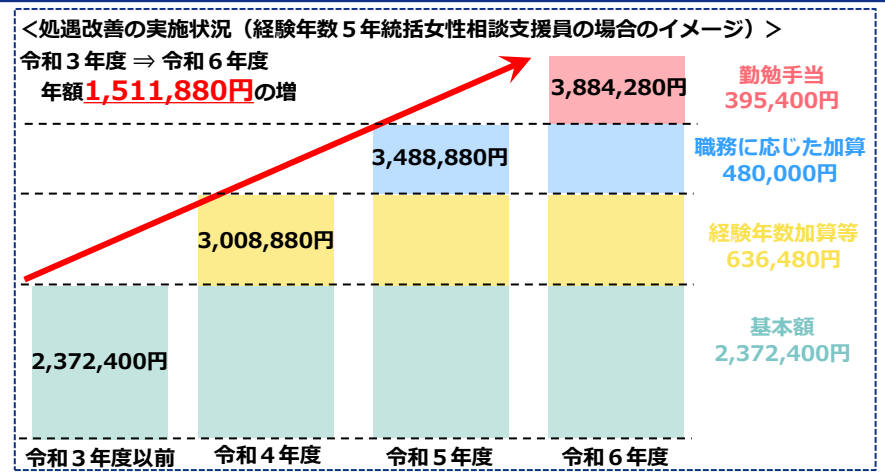 ＜処遇改善の実施状況（経験年数５年統括女性相談支援員の場合のイメージ）＞
令和３年度 ⇒ 令和６年度
年額1,511,880円の増
3,884,280円
勤勉手当
395,400円
3,488,880円
職務に応じた加算
480,000円
3,008,880円
経験年数加算等
636,480円
2,372,400円
基本額
2,372,400円
令和３年度以前
令和４年度
令和５年度
令和６年度